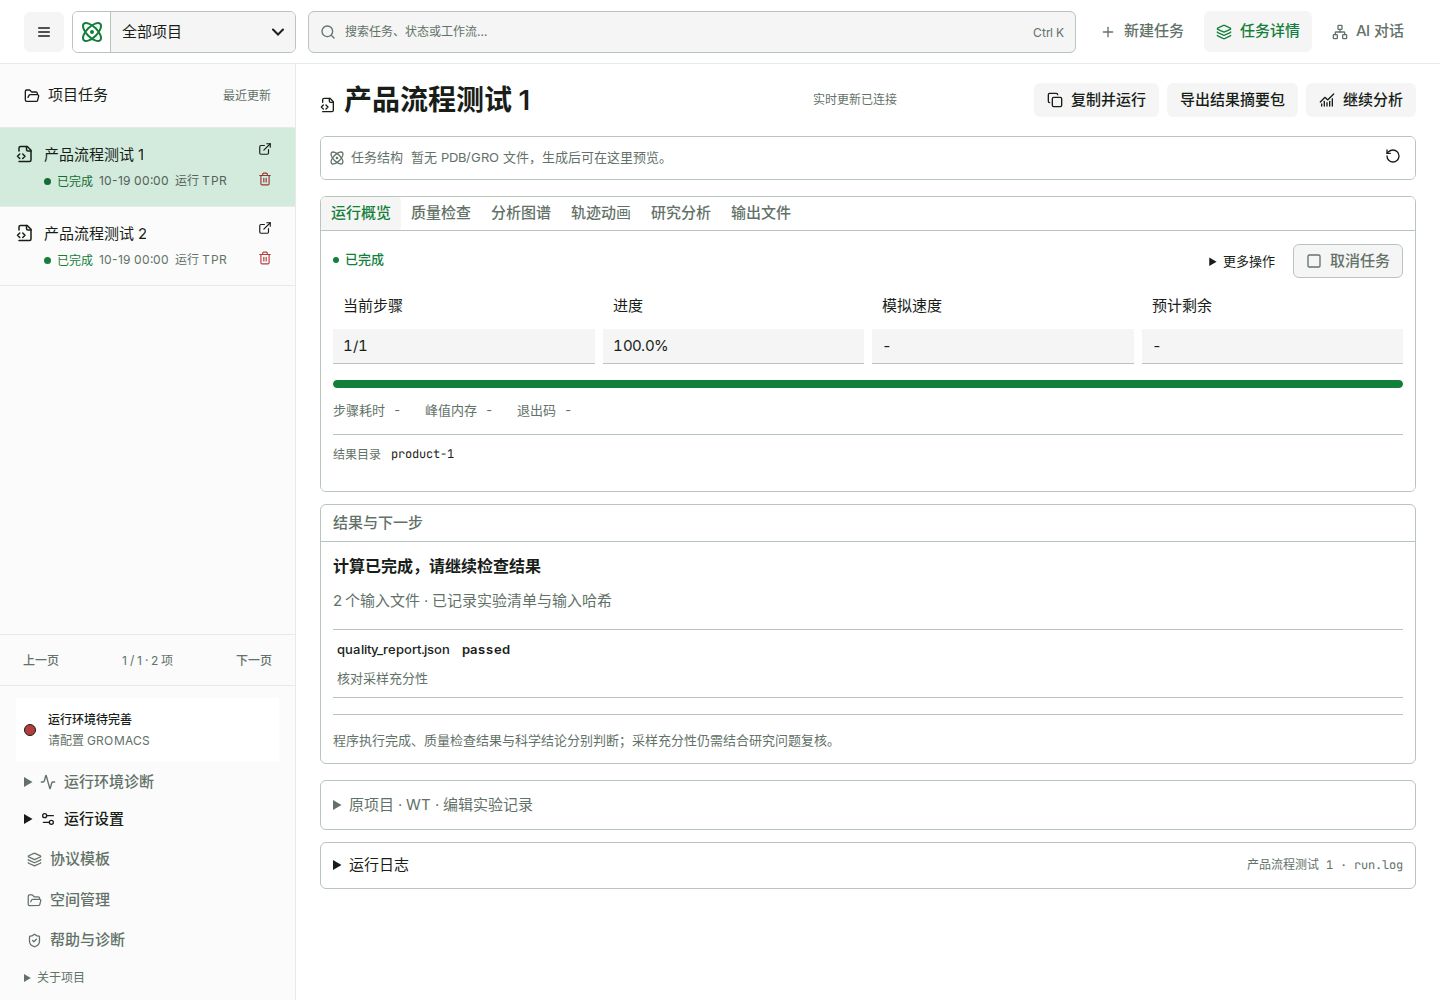 全部项目
搜索任务、状态或工作流...
Ctrl K
新建任务
任务详情
AI 对话
项目任务
最近更新
产品流程测试 1
已完成 10-19 00:00 运行 TPR
产品流程测试 2
已完成 10-19 00:00 运行 TPR
上一页
1 / 1 · 2 项
下一页
运行环境待完善
请配置 GROMACS
运行环境诊断
运行设置
协议模板
空间管理
帮助与诊断
关于项目
产品流程测试 1
实时更新已连接
复制并运行
导出结果摘要包
继续分析
任务结构 暂无 PDB/GRO 文件，生成后可在这里预览。
运行概览 质量检查 分析图谱 轨迹动画 研究分析 输出文件
已完成
更多操作
取消任务
当前步骤 进度 模拟速度 预计剩余
1/1 100.0% - -
步骤耗时 - 峰值内存 - 退出码 -
结果目录 product-1
结果与下一步
计算已完成，请继续检查结果
2 个输入文件 · 已记录实验清单与输入哈希
quality_report.json passed
核对采样充分性
程序执行完成、质量检查结果与科学结论分别判断；采样充分性仍需结合研究问题复核。
原项目 · WT · 编辑实验记录
运行日志
产品流程测试 1 · run.log